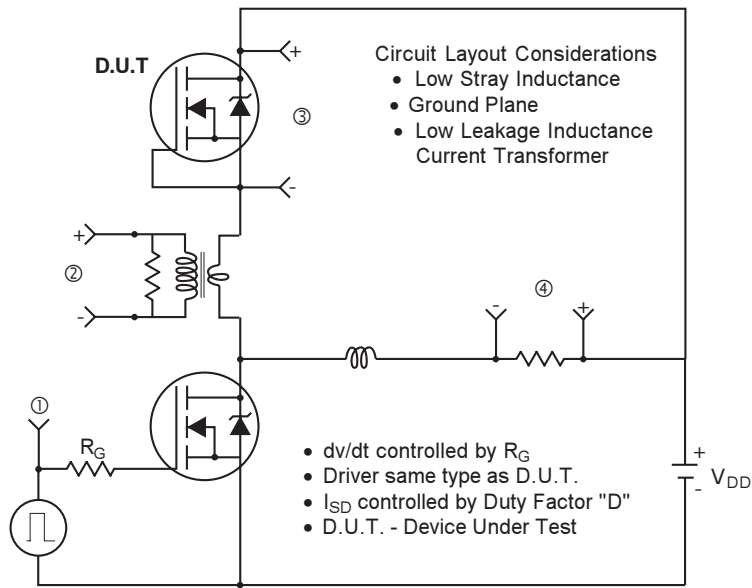 D.U.T
+
-
③
Circuit Layout Considerations
• Low Stray Inductance
• Ground Plane
• Low Leakage Inductance
Current Transformer
+
②
-
-
④
+
①
R_G
• dv/dt controlled by R_G
• Driver same type as D.U.T.
• I_SD controlled by Duty Factor "D"
• D.U.T. - Device Under Test
+
V_DD
-